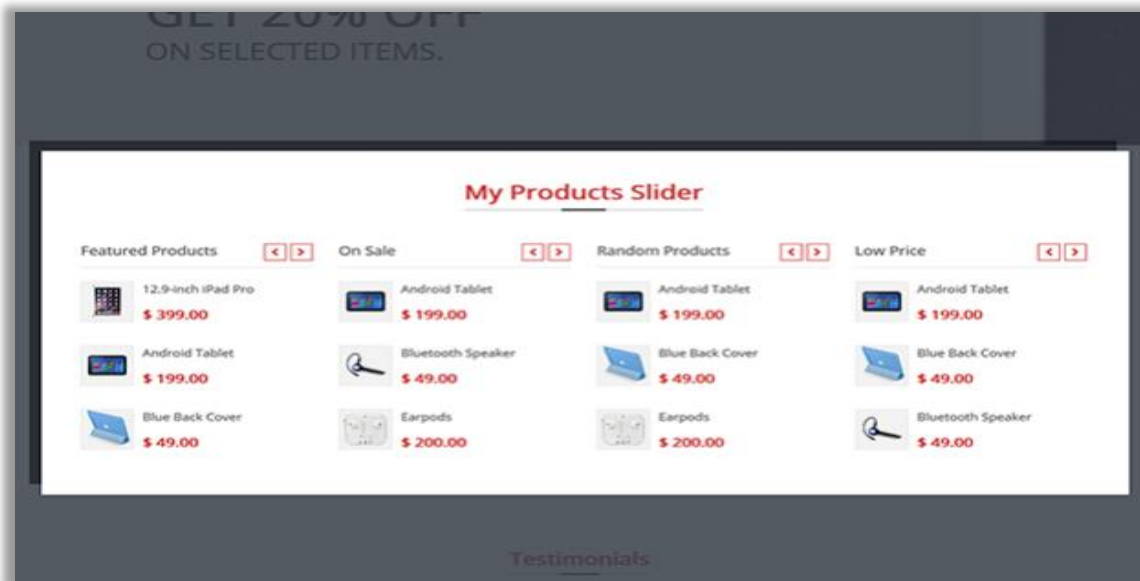 GET 20% OFF
ON SELECTED ITEMS.
My Products Slider
Featured Products
12.9-inch iPad Pro
$ 399.00
Android Tablet
$ 199.00
Blue Back Cover
$ 49.00
On Sale
Android Tablet
$ 199.00
Bluetooth Speaker
$ 49.00
Earpods
$ 200.00
Random Products
Android Tablet
$ 199.00
Blue Back Cover
$ 49.00
Earpods
$ 200.00
Low Price
Android Tablet
$ 199.00
Blue Back Cover
$ 49.00
Bluetooth Speaker
$ 49.00
Testimonials